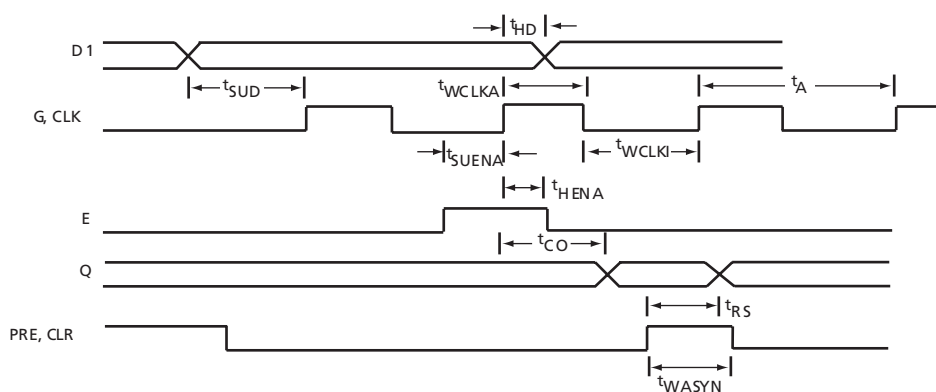 tHD
D1
tSUD
tWCLKA
tA
G, CLK
tSUENA
tWCLKI
tHENA
E
tCO
Q
tRS
PRE, CLR
tWASYN